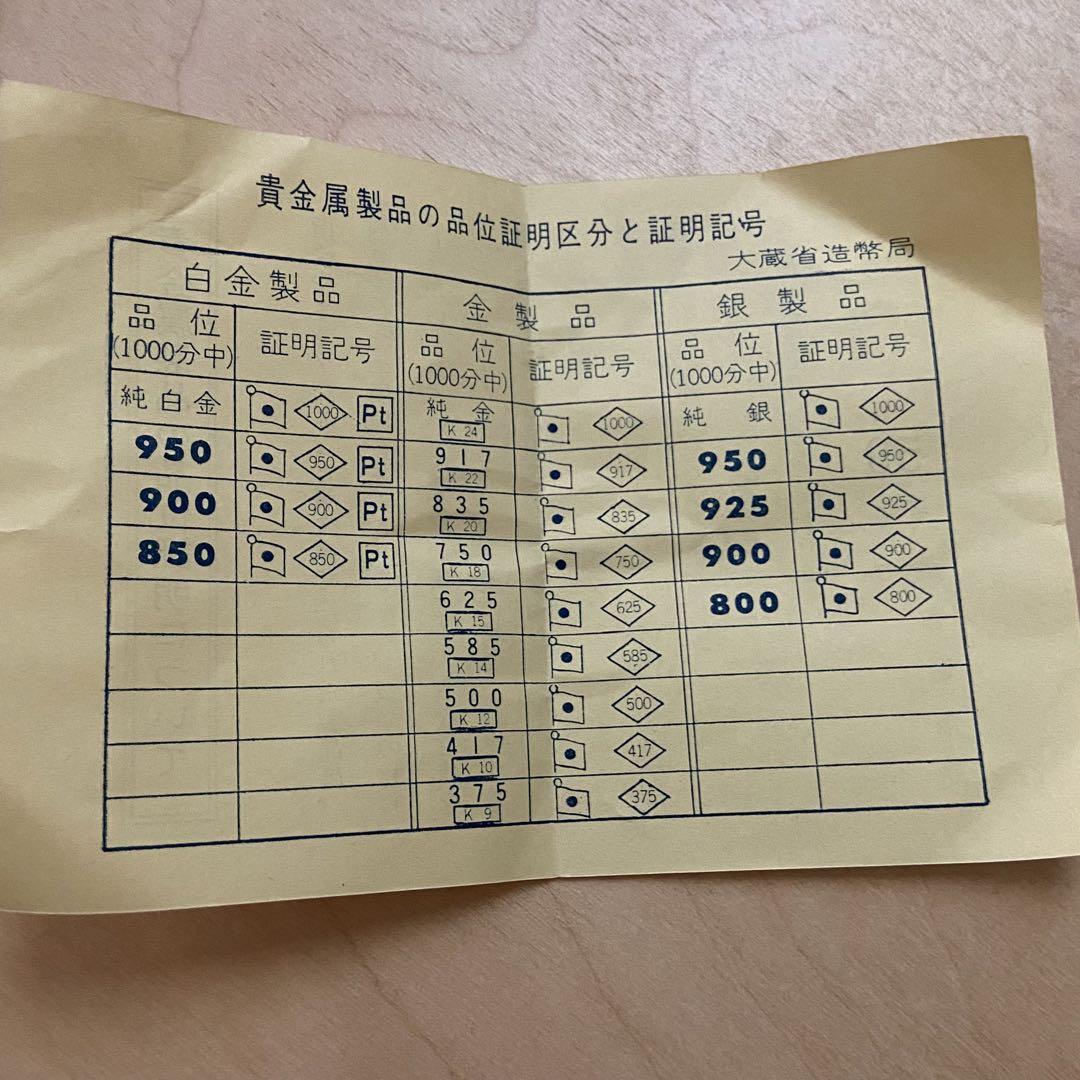 貴金属製品の品位証明区分と証明記号
大蔵省造幣局
白金製品 金製品 銀製品
品位 証明記号 品位 証明記号 品位 証明記号
(1000分中) (1000分中) (1000分中)
純白金 1000 Pt 純金 1000 純銀 1000
K 24
950 950 Pt 917 917 950 950
K 22
900 900 Pt 835 835 925 925
K 20
850 850 Pt 750 750 900 900
K 18
625 625 800 800
K 15
585 585
K 14
500 500
K 12
417 417
K 10
375 375
K 9